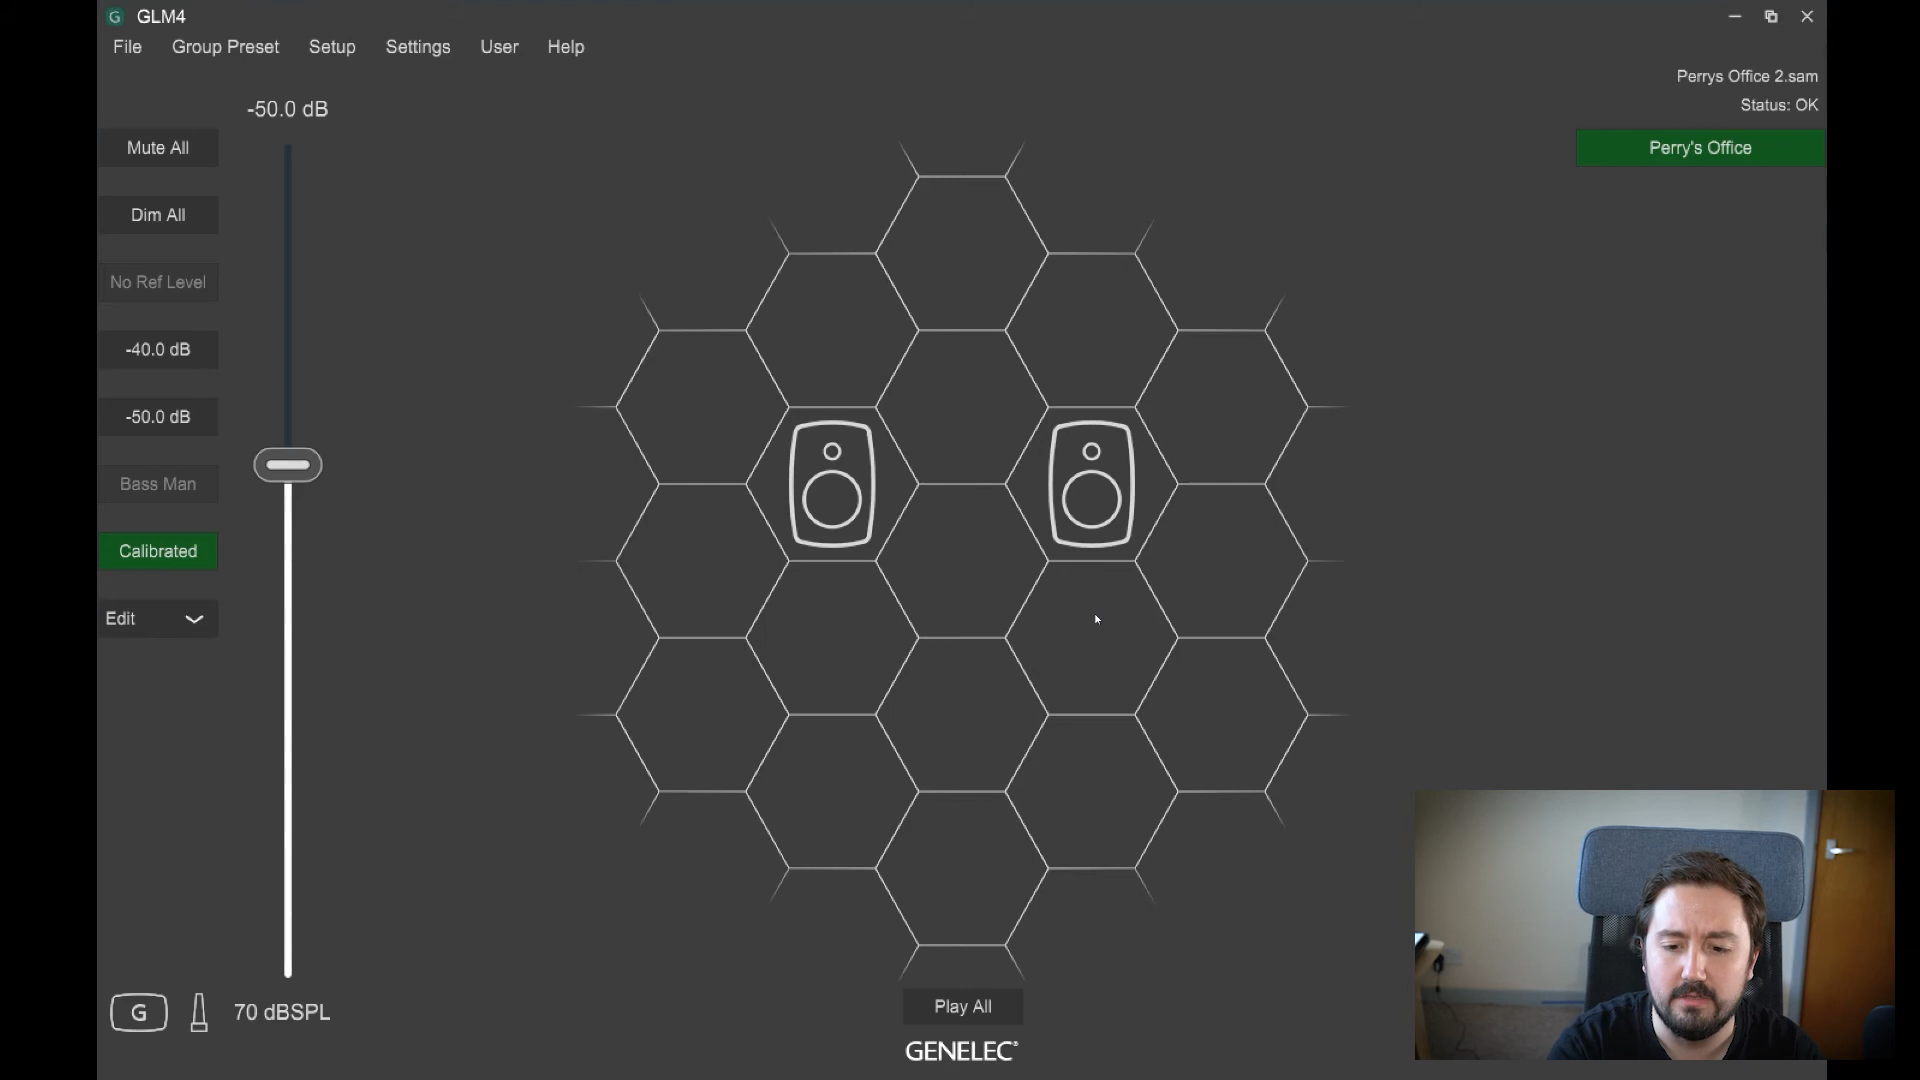 GLM4
File Group Preset Setup Settings User Help
Perrys Office 2.sam
Status: OK
-50.0 dB
Mute All
Perry's Office
Dim All
No Ref Level
-40.0 dB
-50.0 dB
Bass Man
Calibrated
Edit
G
70 dBSPL
Play All
GENELEC®